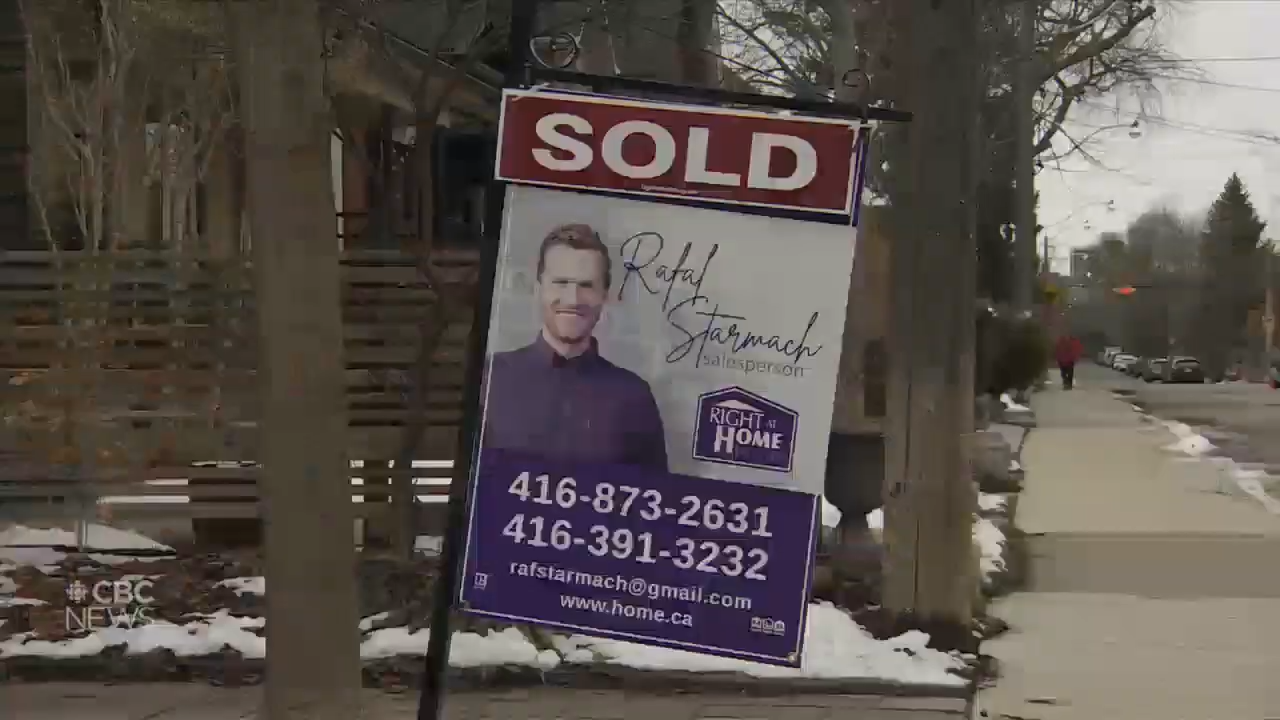 SOLD
Rafal
Starmach
salesperson
RIGHT AT
HOME
416-873-2631
416-391-3232
rafstarmach@gmail.com
www.home.ca
CBC
NEWS